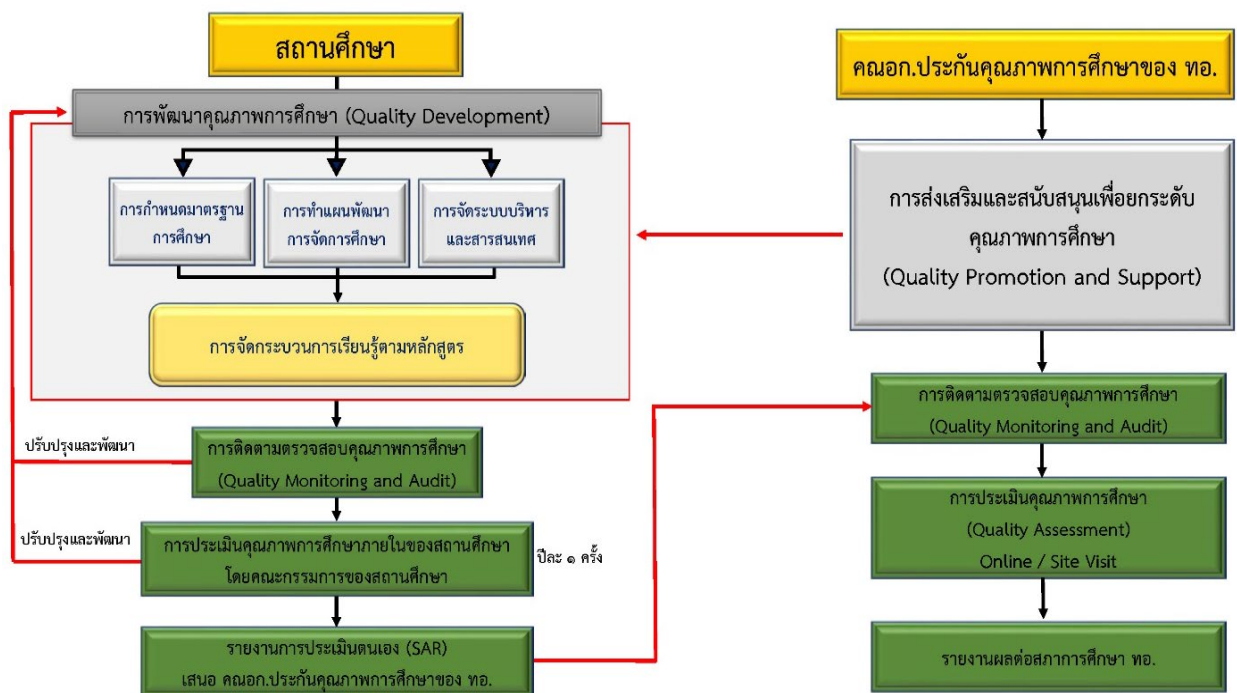 สถานศึกษา
การพัฒนาคุณภาพการศึกษา (Quality Development)
การกำหนดมาตรฐาน
การศึกษา
การทำแผนพัฒนา
การจัดการศึกษา
การจัดระบบบริหาร
และสารสนเทศ
การจัดกระบวนการเรียนรู้ตามหลักสูตร
ปรับปรุงและพัฒนา
การติดตามตรวจสอบคุณภาพการศึกษา
(Quality Monitoring and Audit)
ปรับปรุงและพัฒนา
การประเมินคุณภาพการศึกษาภายในของสถานศึกษา
โดยคณะกรรมการของสถานศึกษา
ปีละ ๑ ครั้ง
รายงานการประเมินตนเอง (SAR)
เสนอ คณอก.ประกันคุณภาพการศึกษาของ ทอ.
คณอก.ประกันคุณภาพการศึกษาของ ทอ.
การส่งเสริมและสนับสนุนเพื่อยกระดับ
คุณภาพการศึกษา
(Quality Promotion and Support)
การติดตามตรวจสอบคุณภาพการศึกษา
(Quality Monitoring and Audit)
การประเมินคุณภาพการศึกษา
(Quality Assessment)
Online / Site Visit
รายงานผลต่อสภาการศึกษา ทอ.